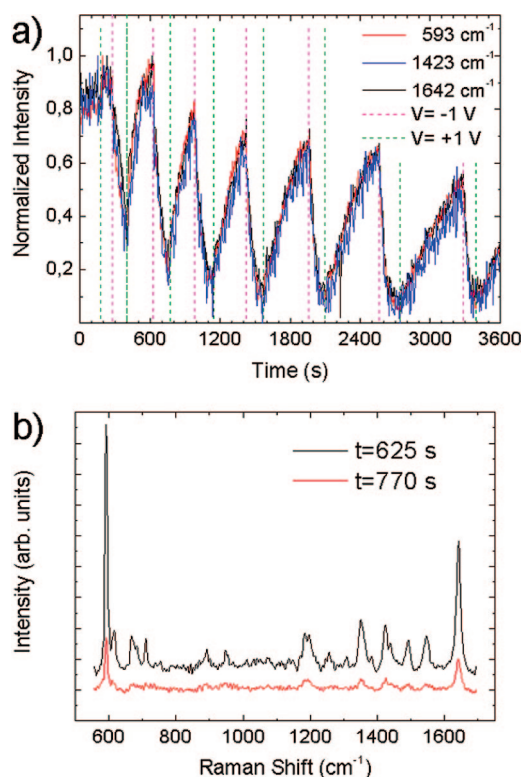 a)
593 cm⁻¹
1423 cm⁻¹
1642 cm⁻¹
V= -1 V
V= +1 V
1,0
0,8
0,6
0,4
0,2
Normalized Intensity
0 600 1200 1800 2400 3000 3600
Time (s)
b)
t=625 s
t=770 s
Intensity (arb. units)
600 800 1000 1200 1400 1600
Raman Shift (cm⁻¹)